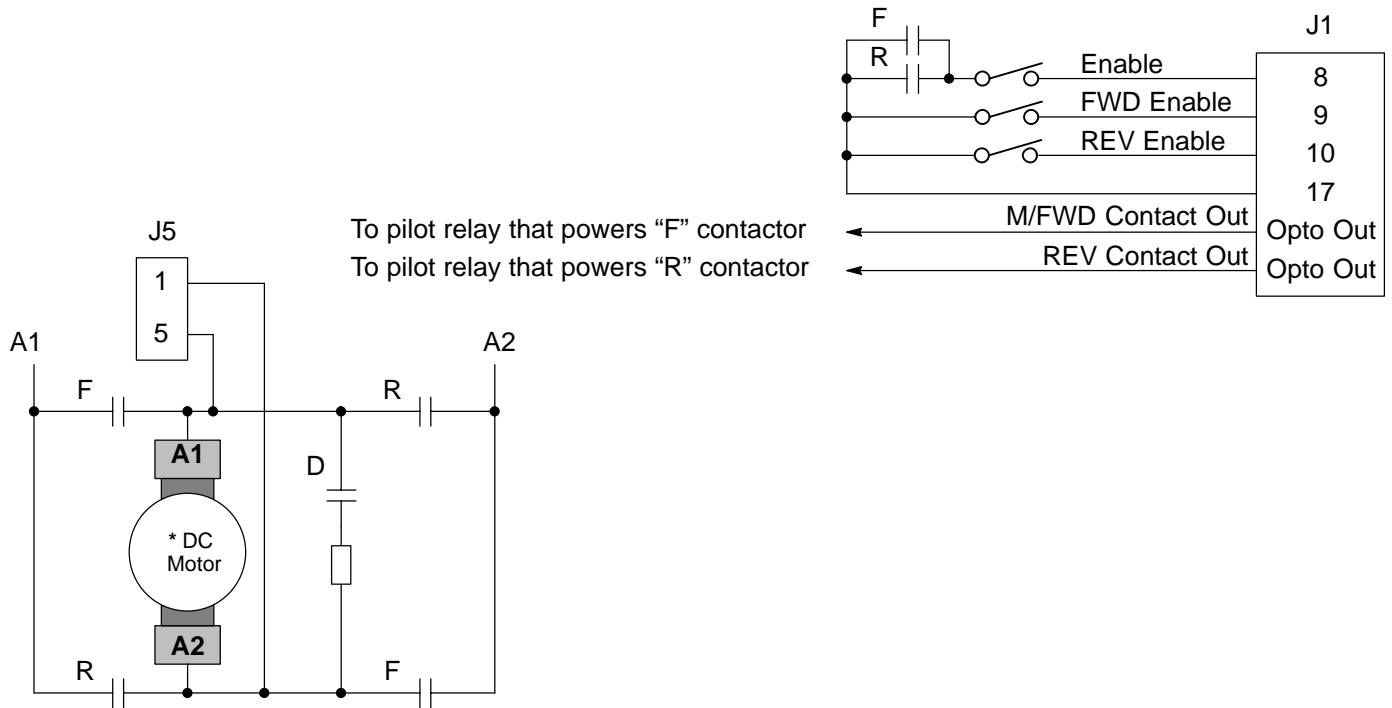 F
J1
R
Enable
8
FWD Enable
9
REV Enable
10
17
To pilot relay that powers “F” contactor
M/FWD Contact Out
Opto Out
To pilot relay that powers “R” contactor
REV Contact Out
Opto Out
J5
1
5
A1
A2
F
R
A1
D
* DC
Motor
A2
R
F